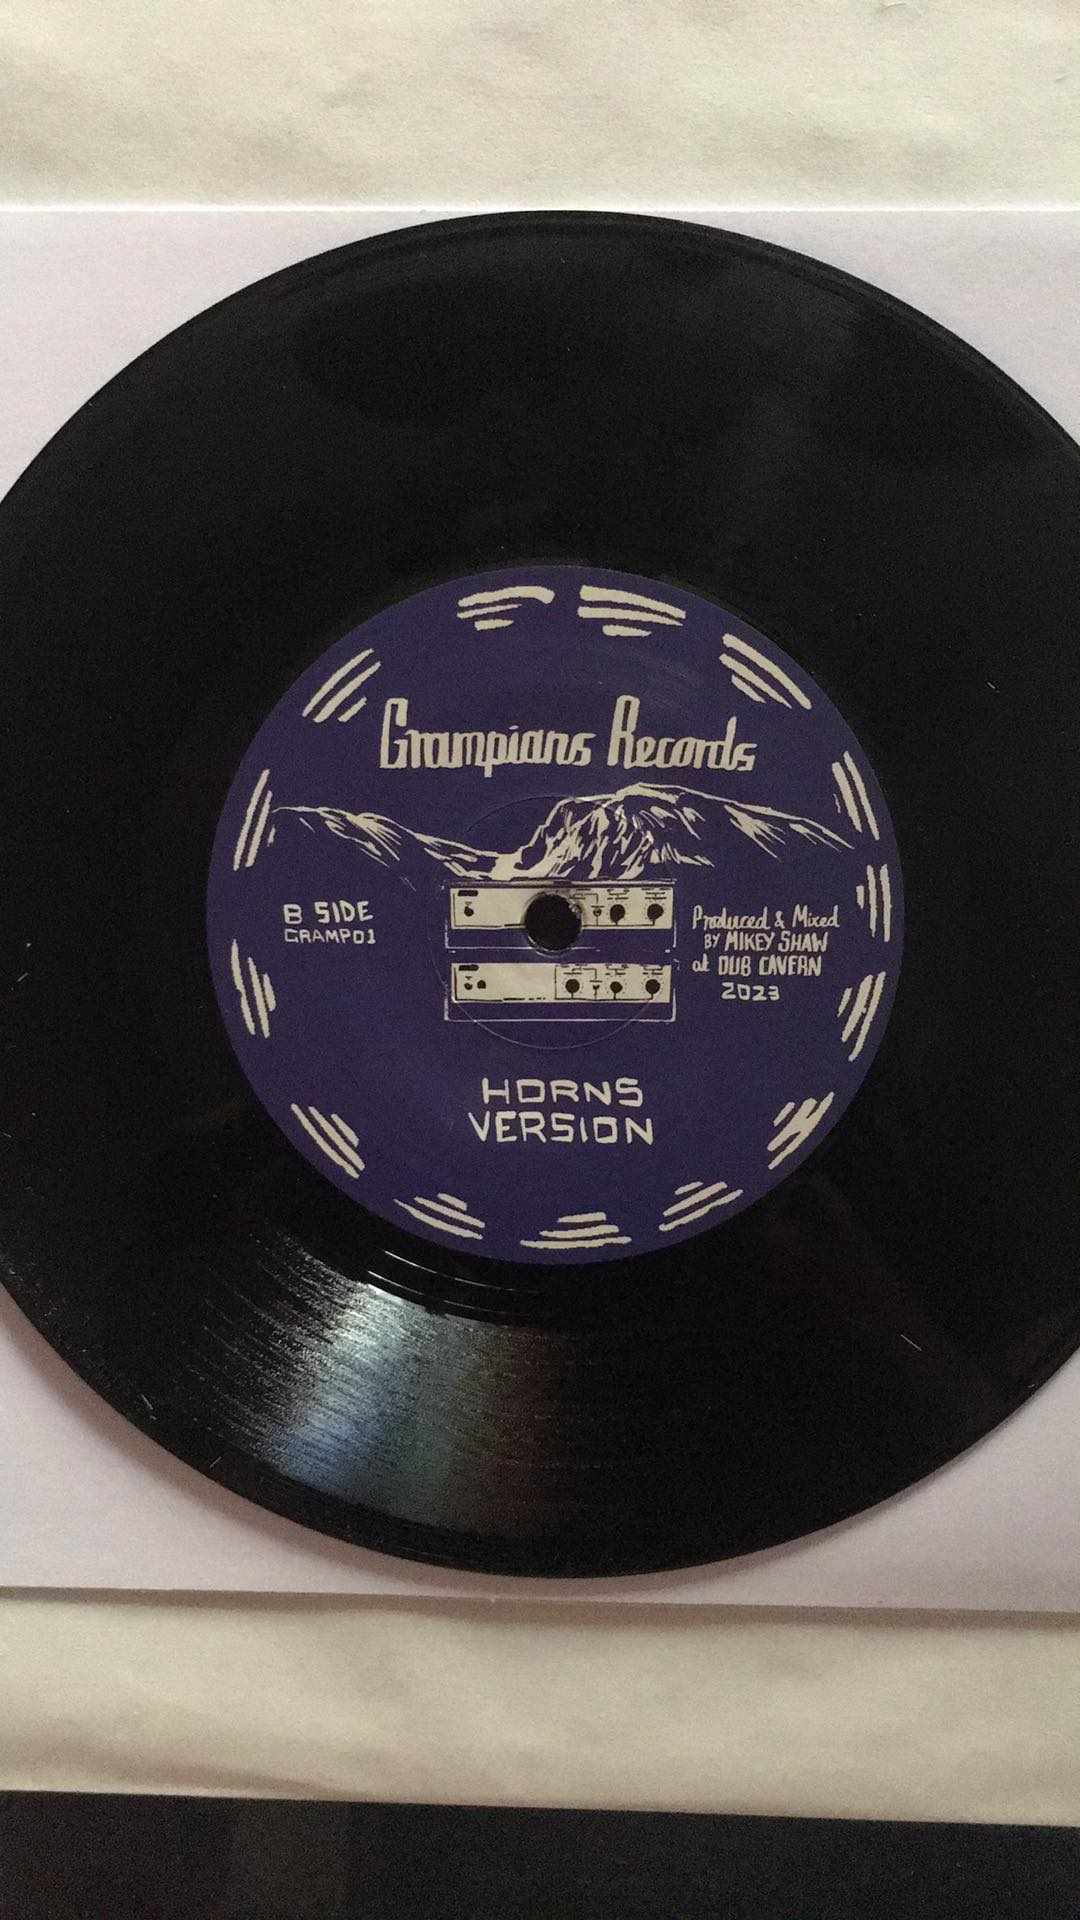 Grampians Records
B SIDE
GRAMP01
Produced & Mixed
BY MIKEY SHAW
at DUB CAVERN
2023
HORNS
VERSION